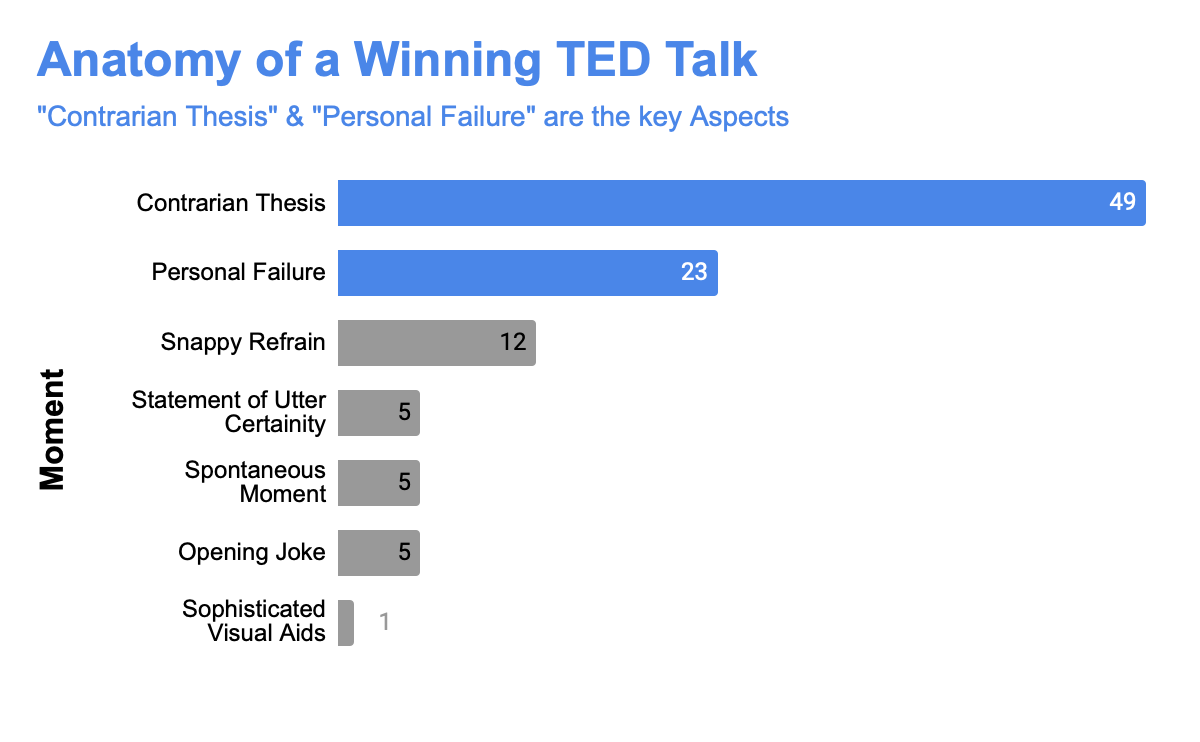 Anatomy of a Winning TED Talk
"Contrarian Thesis" & "Personal Failure" are the key Aspects
Moment
Contrarian Thesis
49
Personal Failure
23
Snappy Refrain
12
Statement of Utter
Certainity
5
Spontaneous
Moment
5
Opening Joke
5
Sophisticated
Visual Aids
1